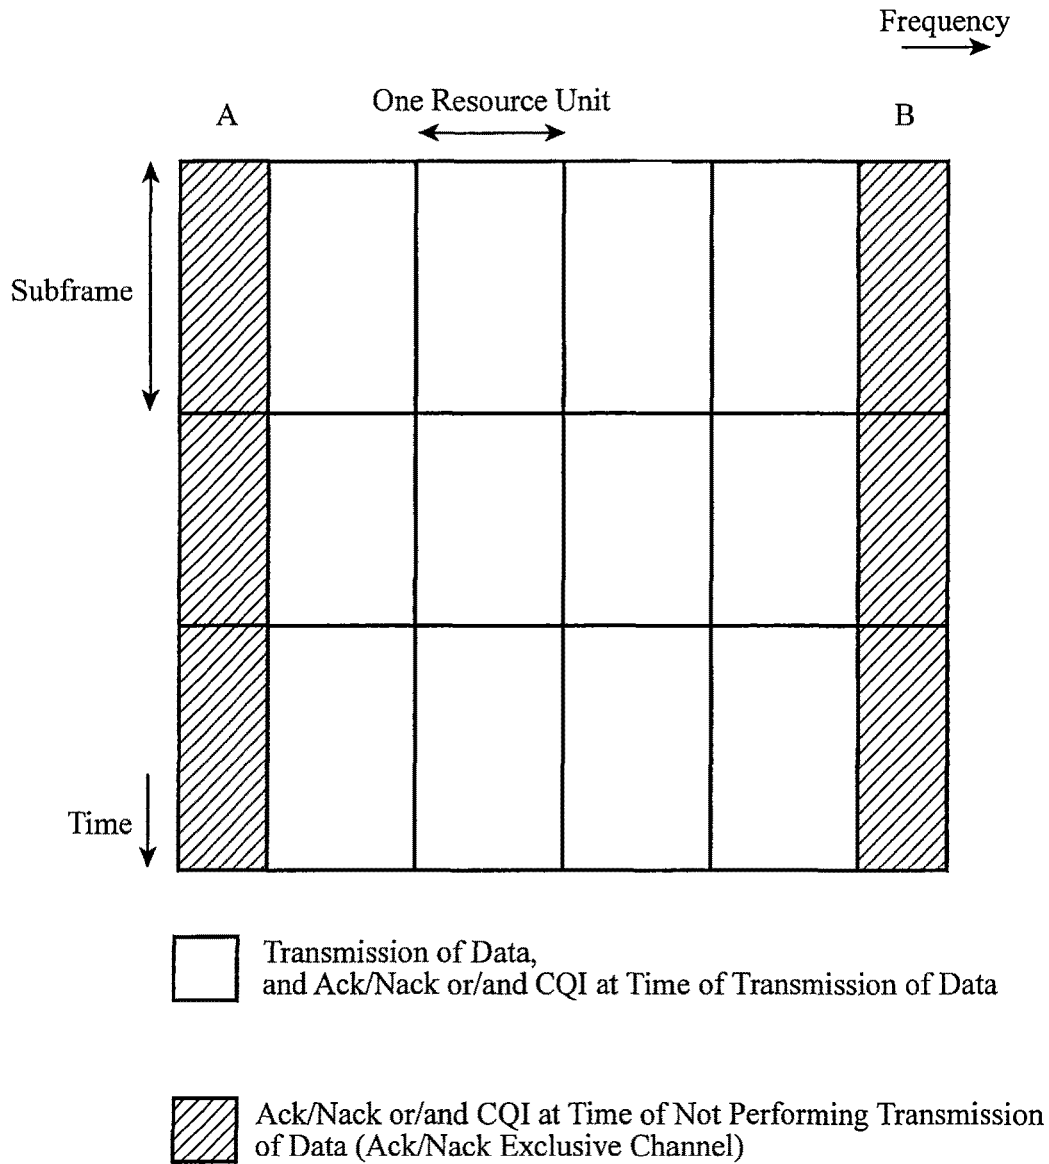 Frequency
One Resource Unit
A
B
Subframe
Time
Transmission of Data,
and Ack/Nack or/and CQI at Time of Transmission of Data
Ack/Nack or/and CQI at Time of Not Performing Transmission
of Data (Ack/Nack Exclusive Channel)